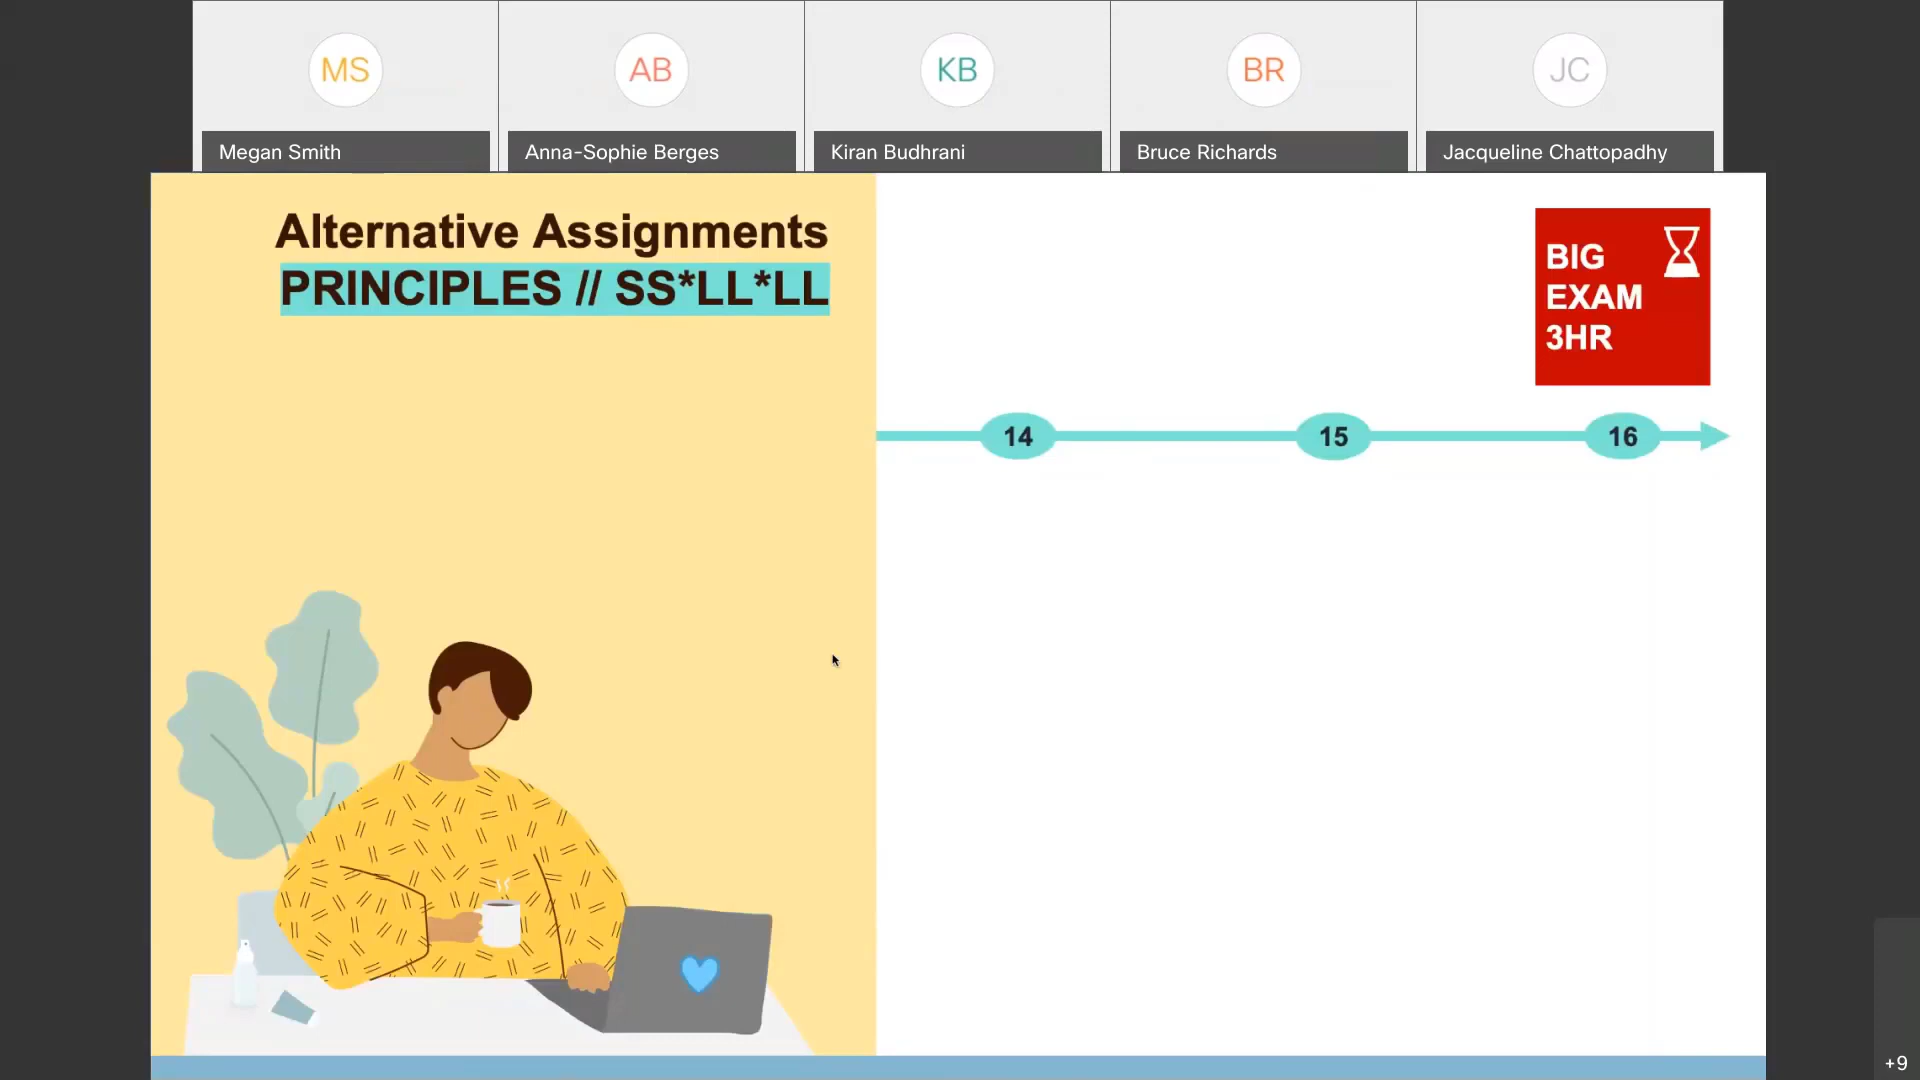 MS
AB
KB
BR
JC
Megan Smith
Anna-Sophie Berges
Kiran Budhrani
Bruce Richards
Jacqueline Chattopadhy
Alternative Assignments
PRINCIPLES // SS*LL*LL
BIG
EXAM
3HR
14
15
16
+9